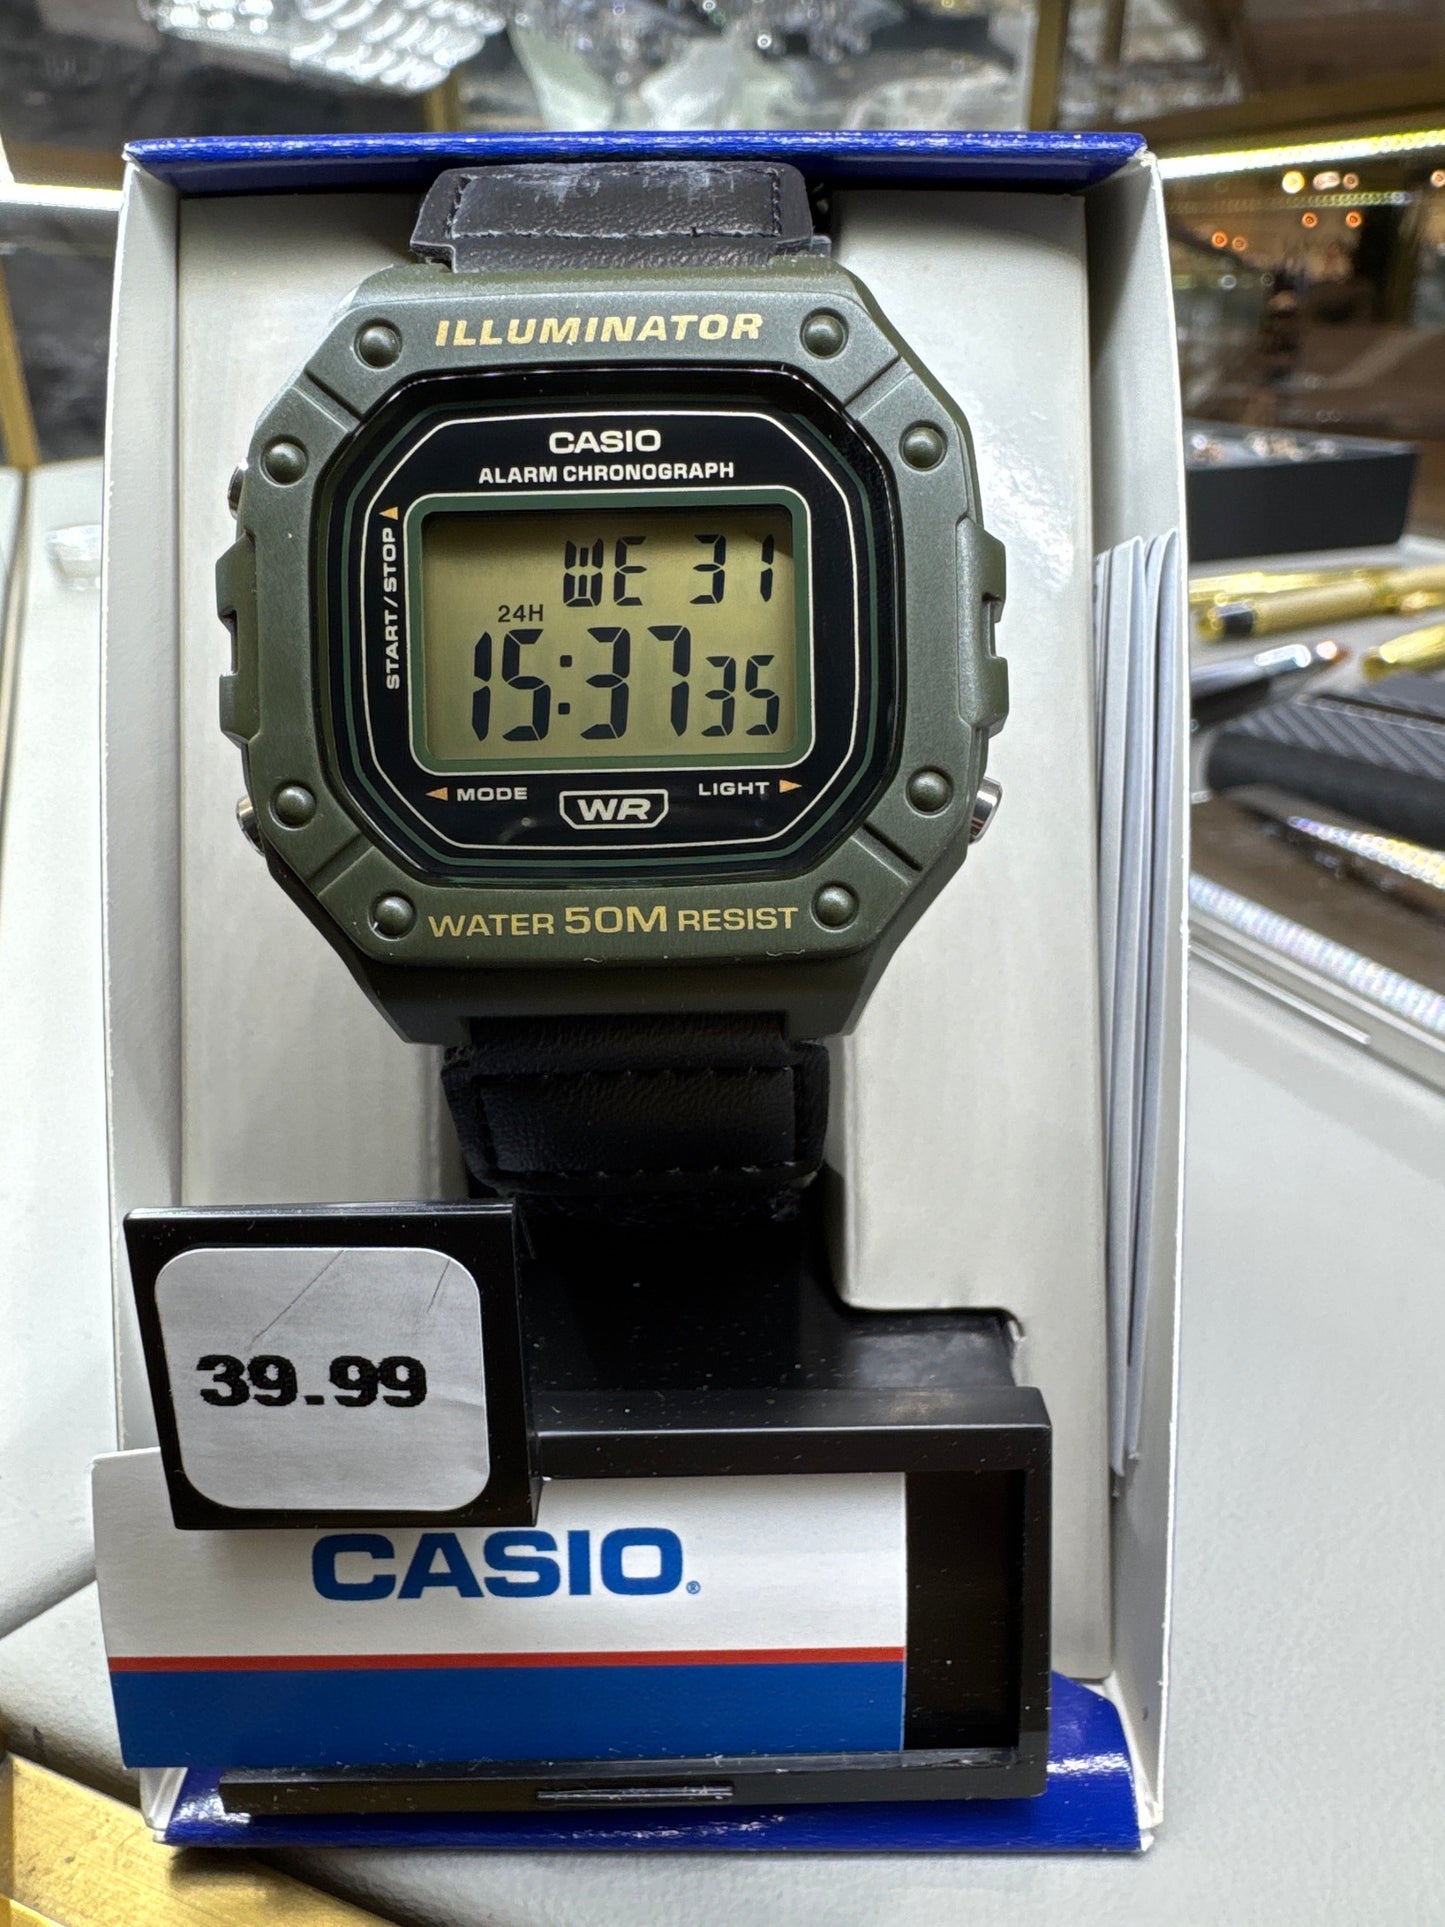 ILLUMINATOR
CASIO
ALARM CHRONOGRAPH
START/STOP
WE 31
24H
15:37 35
MODE
LIGHT
WR
WATER 50M RESIST
39.99
CASIO®